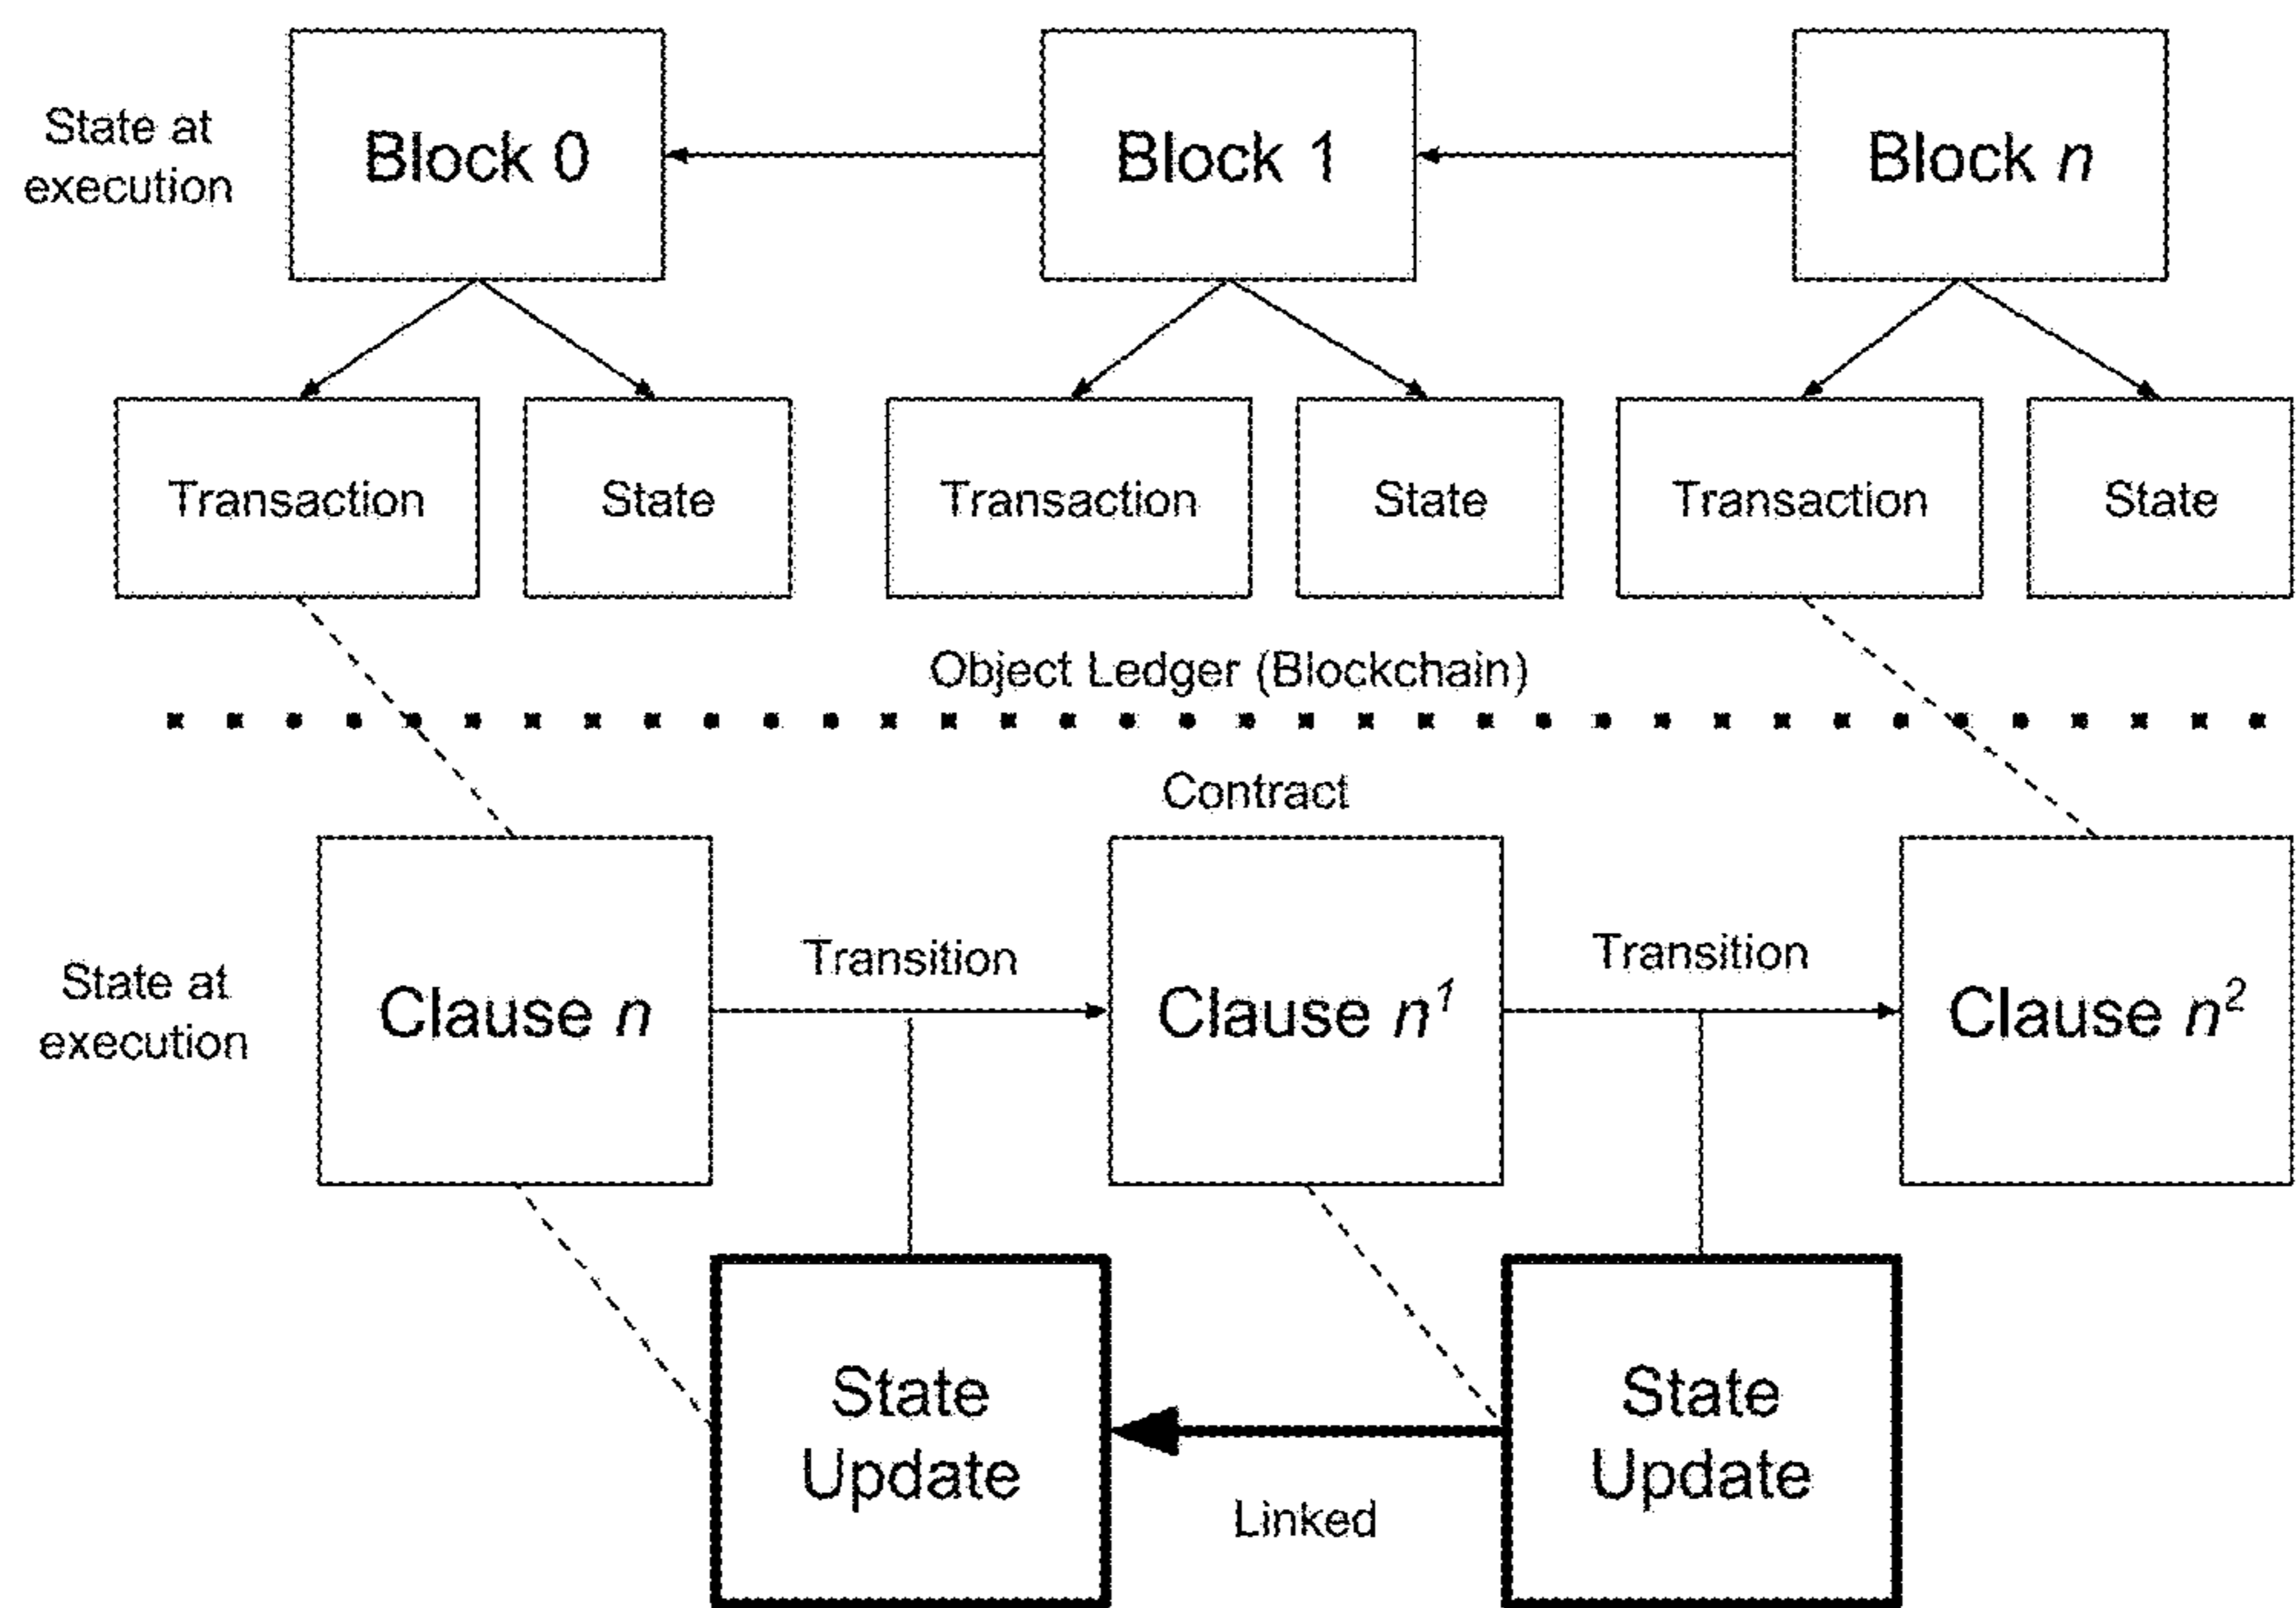 State at
execution
Block 0
Block 1
Block n
Transaction
State
Transaction
State
Transaction
State
Object Ledger (Blockchain)
Contract
State at
execution
Clause n
Transition
Clause n¹
Transition
Clause n²
State
Update
Linked
State
Update